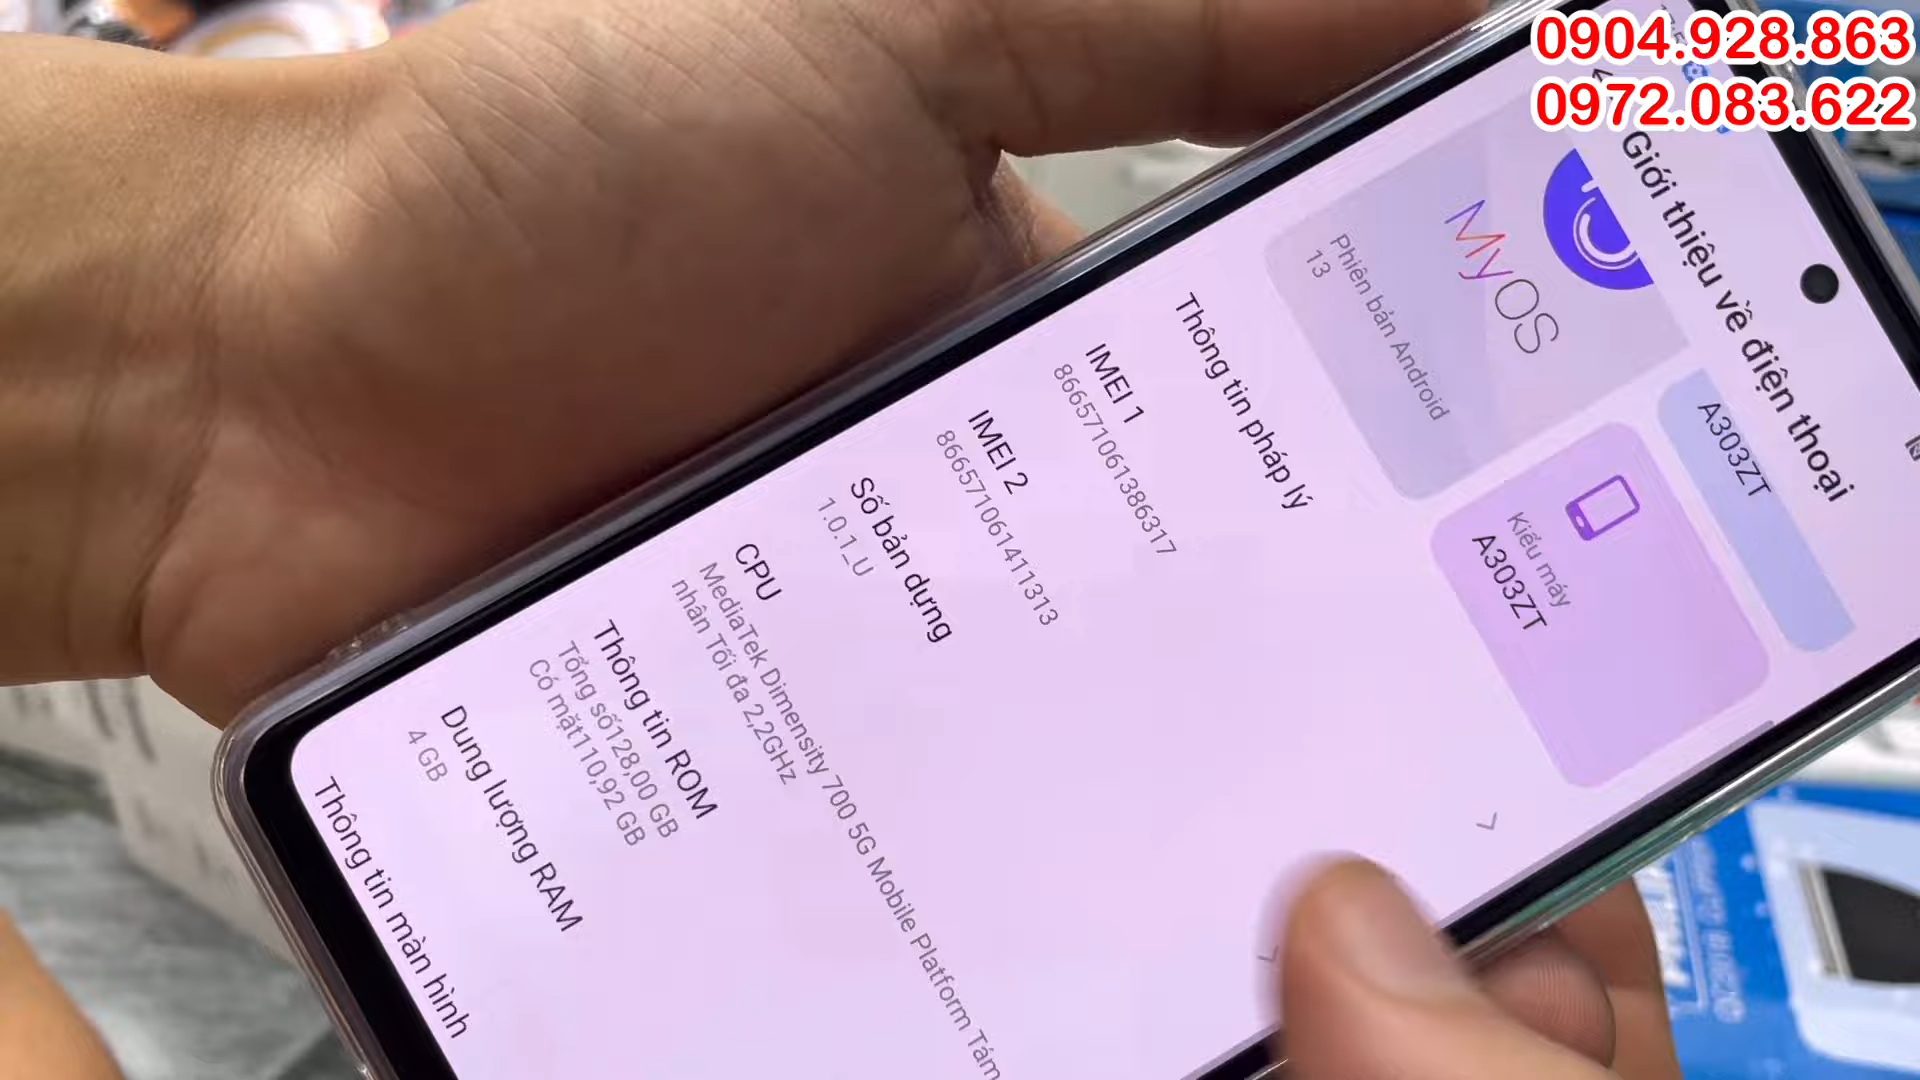 0904.928.863
0972.083.622
Giới thiệu về điện thoại
A303ZT
MyOS
Phiên bản Android
13
Kiểu máy
A303ZT
Thông tin pháp lý
IMEI 1
866571061386317
IMEI 2
866571061411313
Số bản dựng
1.0.1_U
CPU
MediaTek Dimensity 700 5G Mobile Platform Tám
nhân Tối đa 2,2GHz
Thông tin ROM
Tổng số128,00 GB
Có mặt110,92 GB
Dung lượng RAM
4 GB
Thông tin màn hình